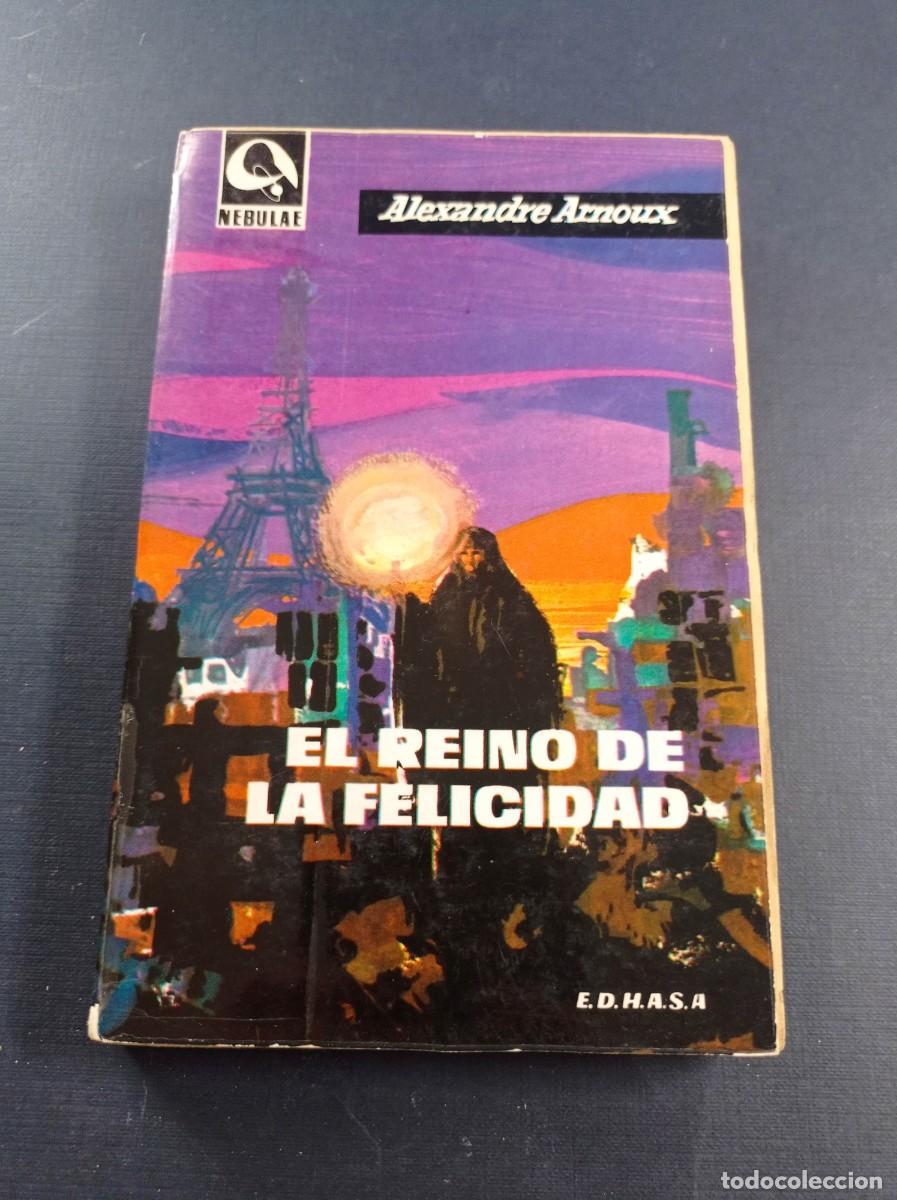 NEBULAE
Alexandre Arnoux
EL REINO DE
LA FELICIDAD
E.D.H.A.S.A
todocoleccion